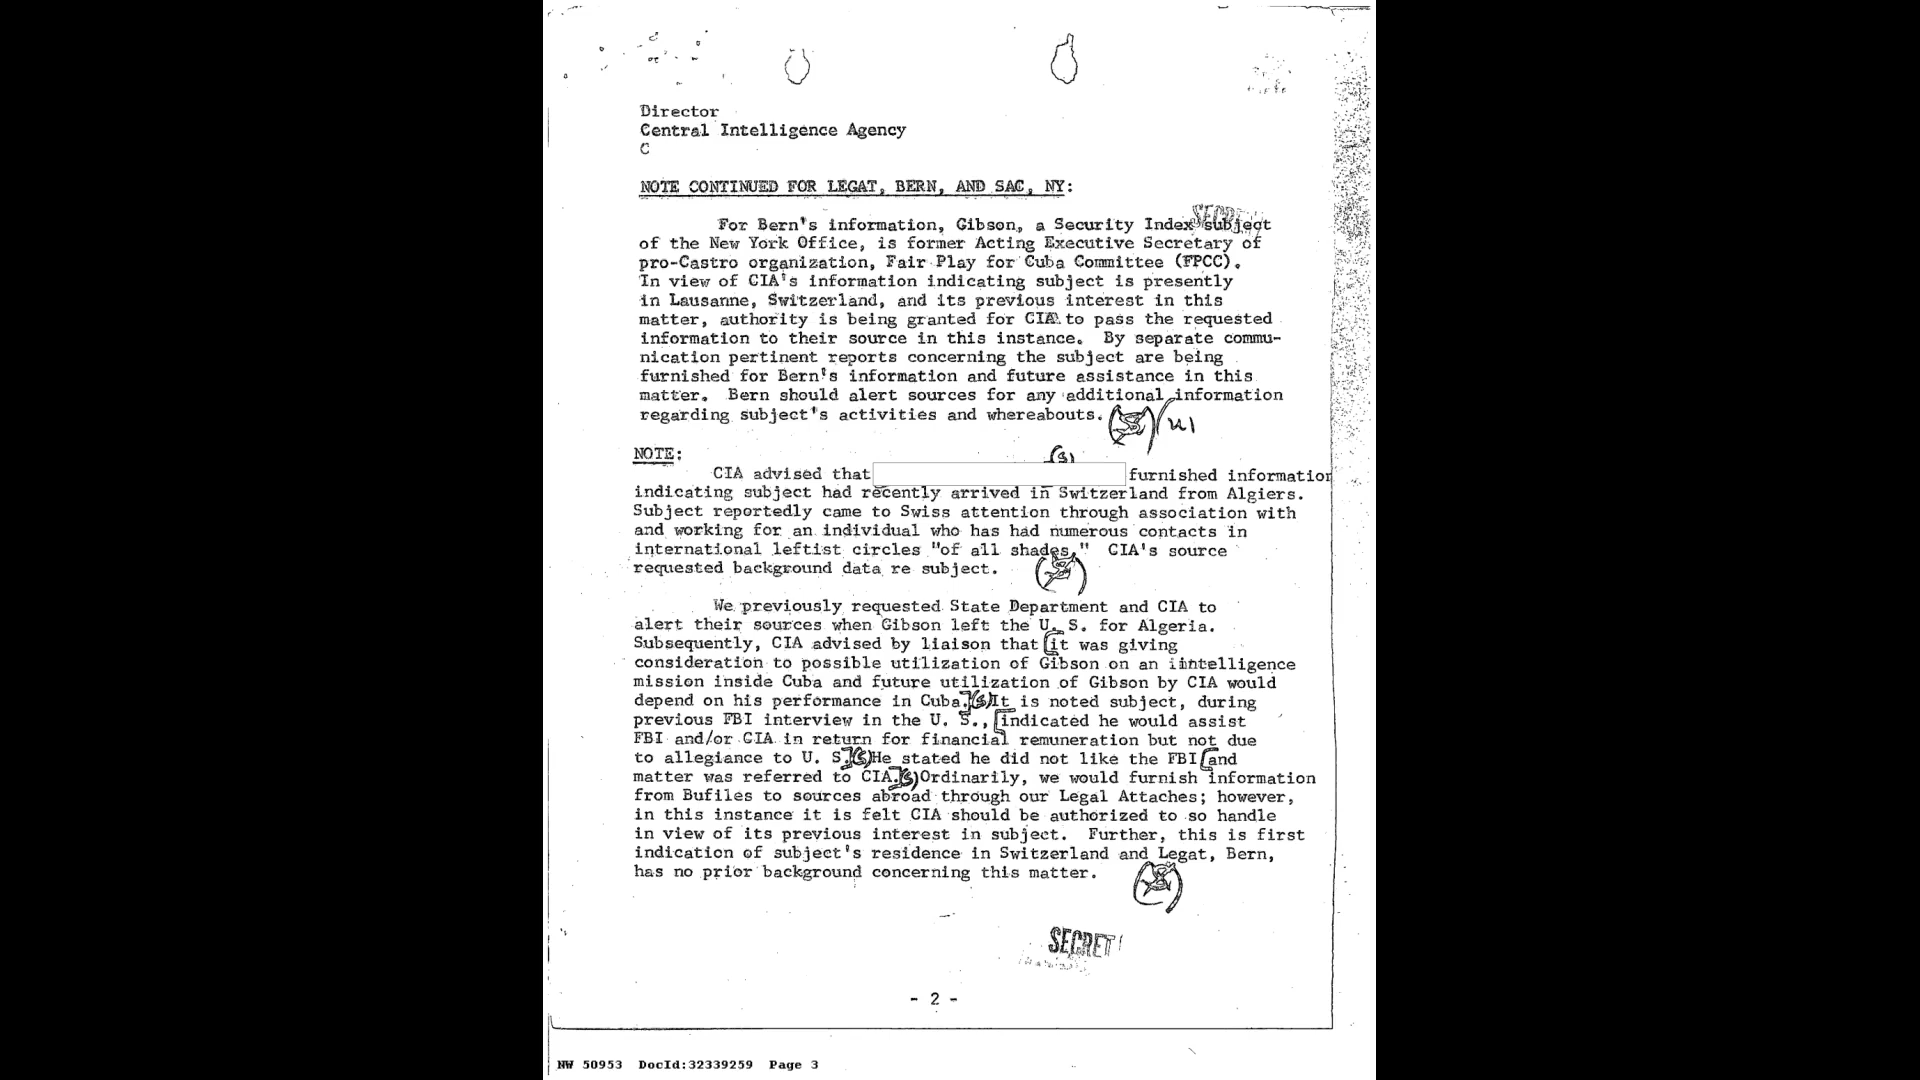 Director
Central Intelligence Agency
C
NOTE CONTINUED FOR LEGAT, BERN, AND SAC, NY:
SECRET
For Bern's information, Gibson, a Security Index subject
of the New York Office, is former Acting Executive Secretary of
pro-Castro organization, Fair Play for Cuba Committee (FPCC).
In view of CIA's information indicating subject is presently
in Lausanne, Switzerland, and its previous interest in this
matter, authority is being granted for CIA to pass the requested
information to their source in this instance. By separate commu-
nication pertinent reports concerning the subject are being
furnished for Bern's information and future assistance in this
matter. Bern should alert sources for any additional information
regarding subject's activities and whereabouts. (u)
NOTE:
(s)
CIA advised that furnished information
indicating subject had recently arrived in Switzerland from Algiers.
Subject reportedly came to Swiss attention through association with
and working for an individual who has had numerous contacts in
international leftist circles "of all shades." CIA's source
requested background data re subject.
We previously requested State Department and CIA to
alert their sources when Gibson left the U. S. for Algeria.
Subsequently, CIA advised by liaison that [it was giving
consideration to possible utilization of Gibson on an iintelligence
mission inside Cuba and future utilization of Gibson by CIA would
depend on his performance in Cuba.](s) It is noted subject, during
previous FBI interview in the U. S., [indicated he would assist
FBI and/or CIA in return for financial remuneration but not due
to allegiance to U. S.](s) He stated he did not like the FBI [and
matter was referred to CIA.](s) Ordinarily, we would furnish information
from Bufiles to sources abroad through our Legal Attaches; however,
in this instance it is felt CIA should be authorized to so handle
in view of its previous interest in subject. Further, this is first
indication of subject's residence in Switzerland and Legat, Bern,
has no prior background concerning this matter.
SECRET
- 2 -
NW 50953 DocId:32339259 Page 3